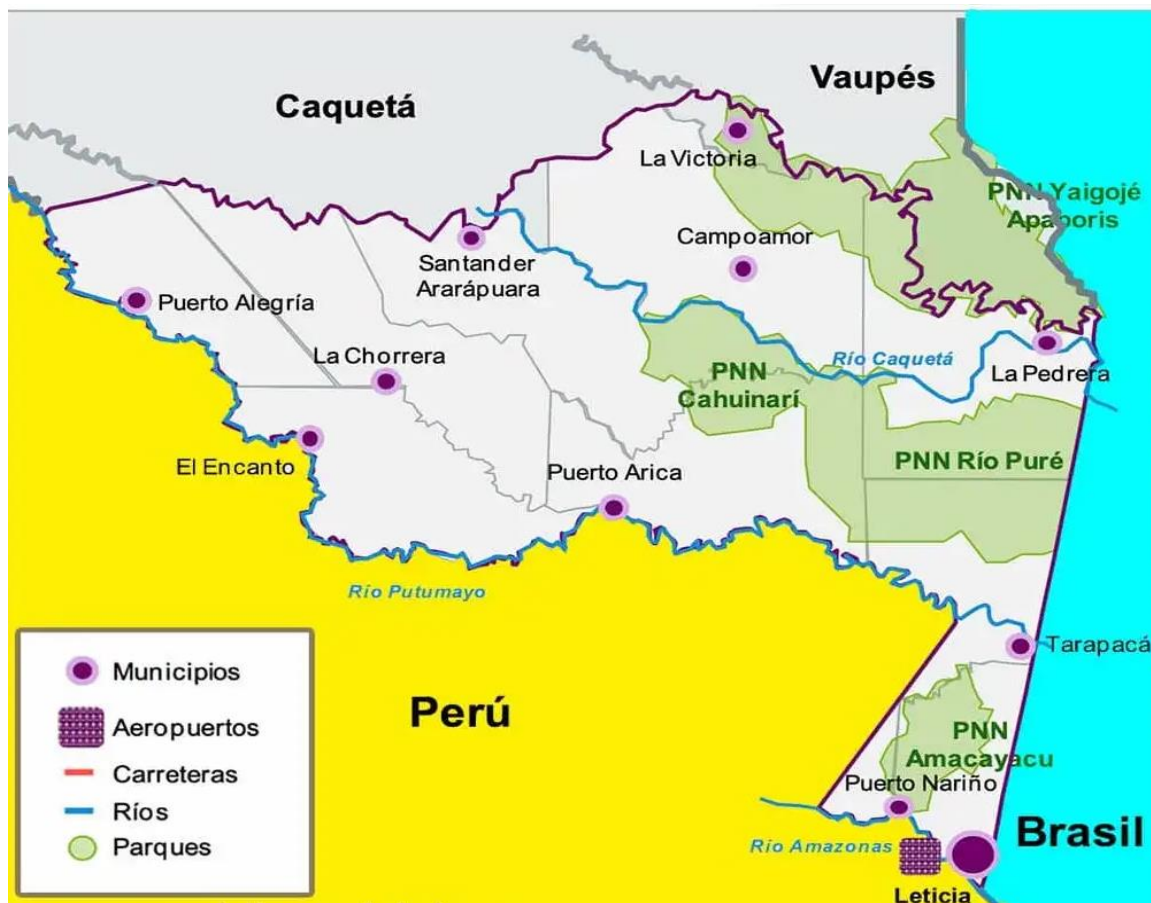 Caquetá
Vaupés
La Victoria
PNN Yaigojé
Apaporis
Campoamor
Santander
Ararápuara
Puerto Alegría
La Chorrera
Río Caquetá
La Pedrera
PNN
Cahuinarí
El Encanto
Puerto Arica
PNN Río Puré
Río Putumayo
Tarapacá
Perú
PNN
Amacayacu
Puerto Nariño
Río Amazonas
Brasil
Leticia
Municipios
Aeropuertos
Carreteras
Ríos
Parques